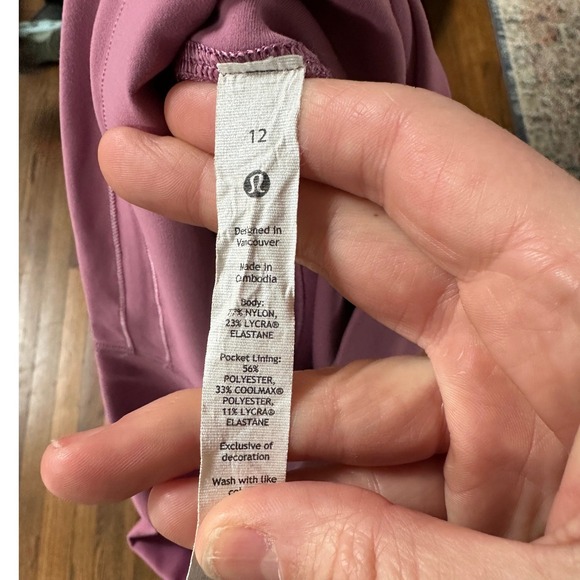 12
Designed in
Vancouver
Made in
Cambodia
Body:
77% NYLON,
23% LYCRA®
ELASTANE
Pocket Lining:
56%
POLYESTER,
33% COOLMAX®
POLYESTER,
11% LYCRA®
ELASTANE
Exclusive of
decoration
Wash with like